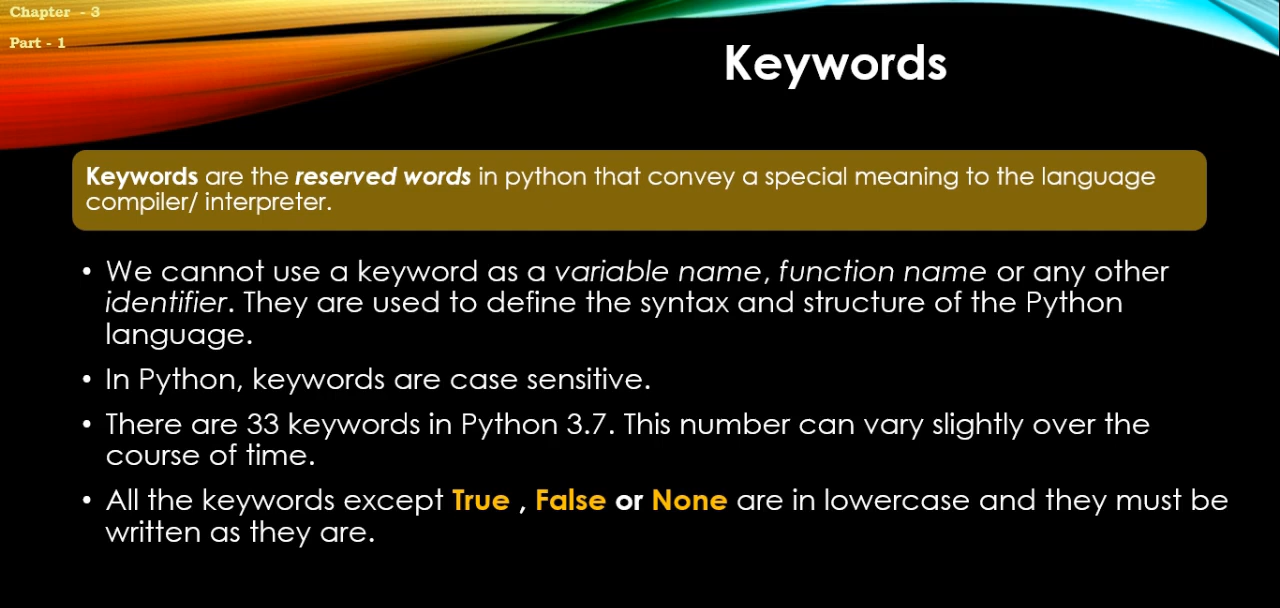 Chapter - 3
Part - 1
Keywords
Keywords are the reserved words in python that convey a special meaning to the language
compiler/ interpreter.
• We cannot use a keyword as a variable name, function name or any other
identifier. They are used to define the syntax and structure of the Python
language.
• In Python, keywords are case sensitive.
• There are 33 keywords in Python 3.7. This number can vary slightly over the
course of time.
• All the keywords except True , False or None are in lowercase and they must be
written as they are.